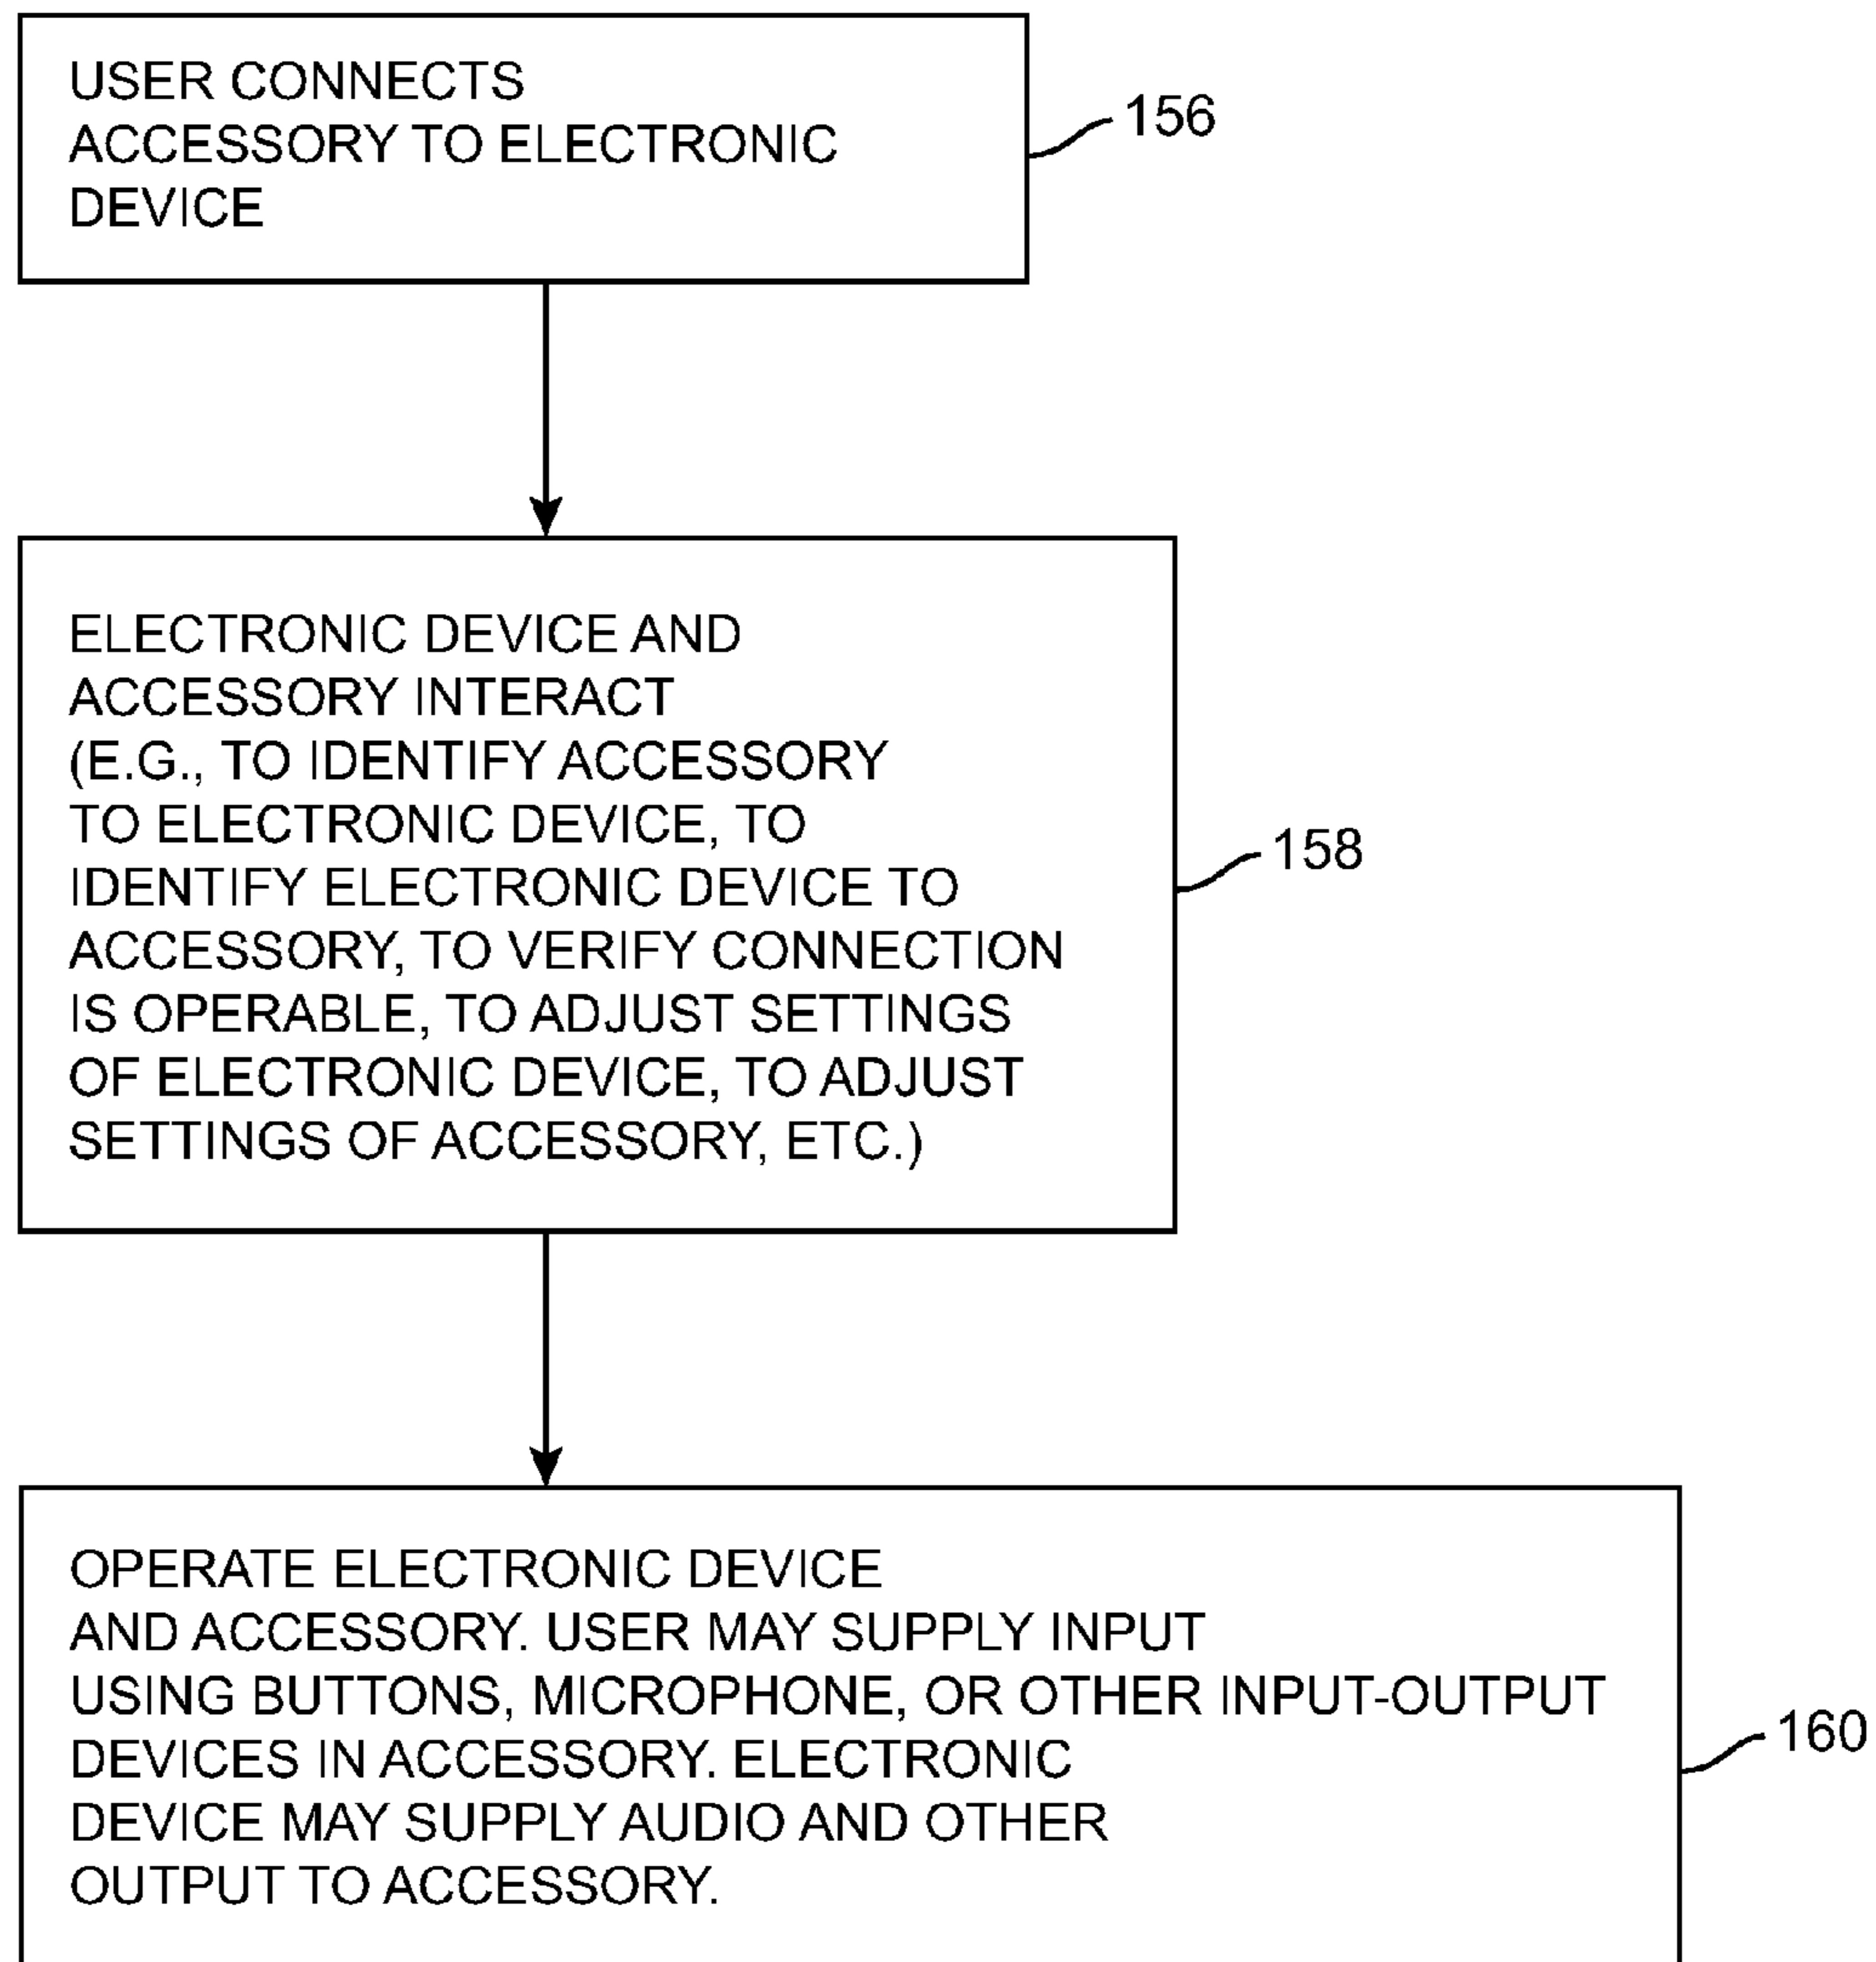 USER CONNECTS
ACCESSORY TO ELECTRONIC
DEVICE
156
ELECTRONIC DEVICE AND
ACCESSORY INTERACT
(E.G., TO IDENTIFY ACCESSORY
TO ELECTRONIC DEVICE, TO
IDENTIFY ELECTRONIC DEVICE TO
ACCESSORY, TO VERIFY CONNECTION
IS OPERABLE, TO ADJUST SETTINGS
OF ELECTRONIC DEVICE, TO ADJUST
SETTINGS OF ACCESSORY, ETC.)
158
OPERATE ELECTRONIC DEVICE
AND ACCESSORY. USER MAY SUPPLY INPUT
USING BUTTONS, MICROPHONE, OR OTHER INPUT-OUTPUT
DEVICES IN ACCESSORY. ELECTRONIC
DEVICE MAY SUPPLY AUDIO AND OTHER
OUTPUT TO ACCESSORY.
160